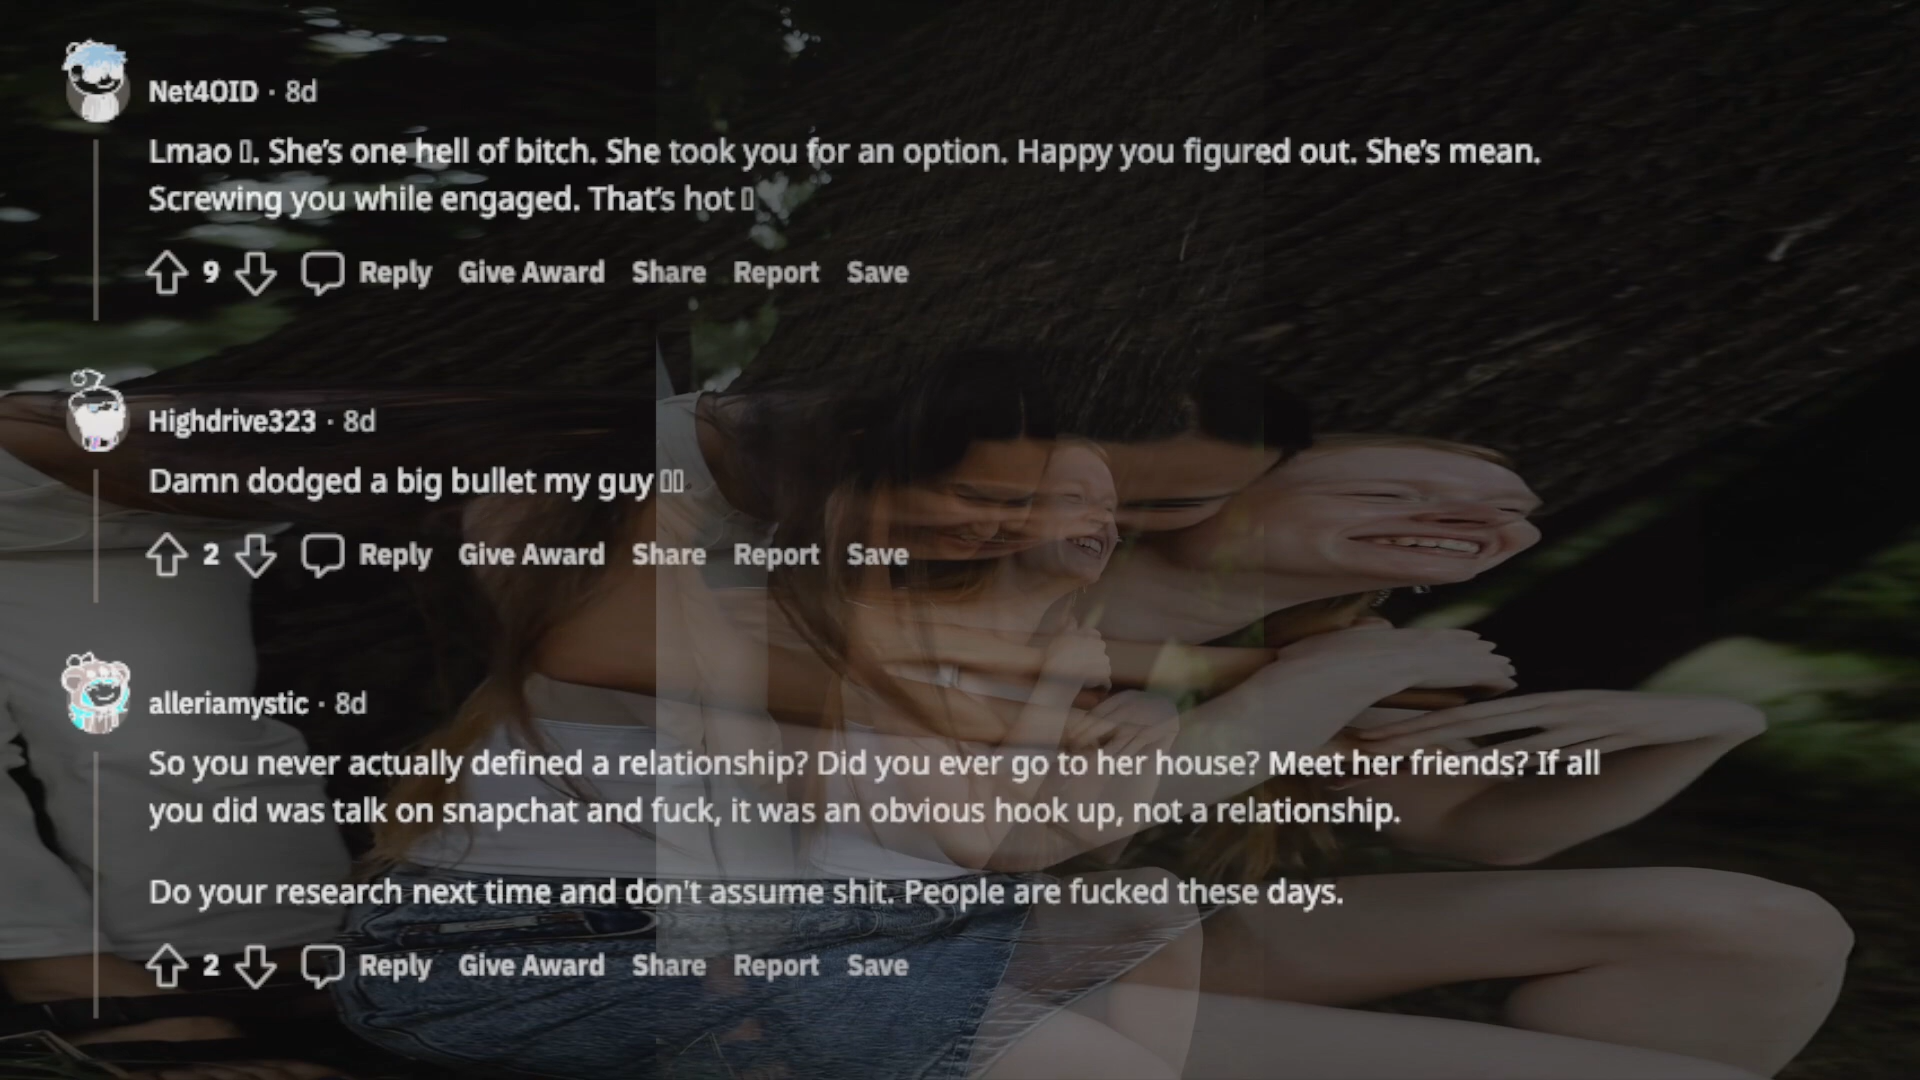 Net4OID · 8d
Lmao ▯. She's one hell of bitch. She took you for an option. Happy you figured out. She's mean.
Screwing you while engaged. That's hot ▯
9 Reply Give Award Share Report Save
Highdrive323 · 8d
Damn dodged a big bullet my guy ▯▯
2 Reply Give Award Share Report Save
alleriamystic · 8d
So you never actually defined a relationship? Did you ever go to her house? Meet her friends? If all
you did was talk on snapchat and fuck, it was an obvious hook up, not a relationship.
Do your research next time and don't assume shit. People are fucked these days.
2 Reply Give Award Share Report Save